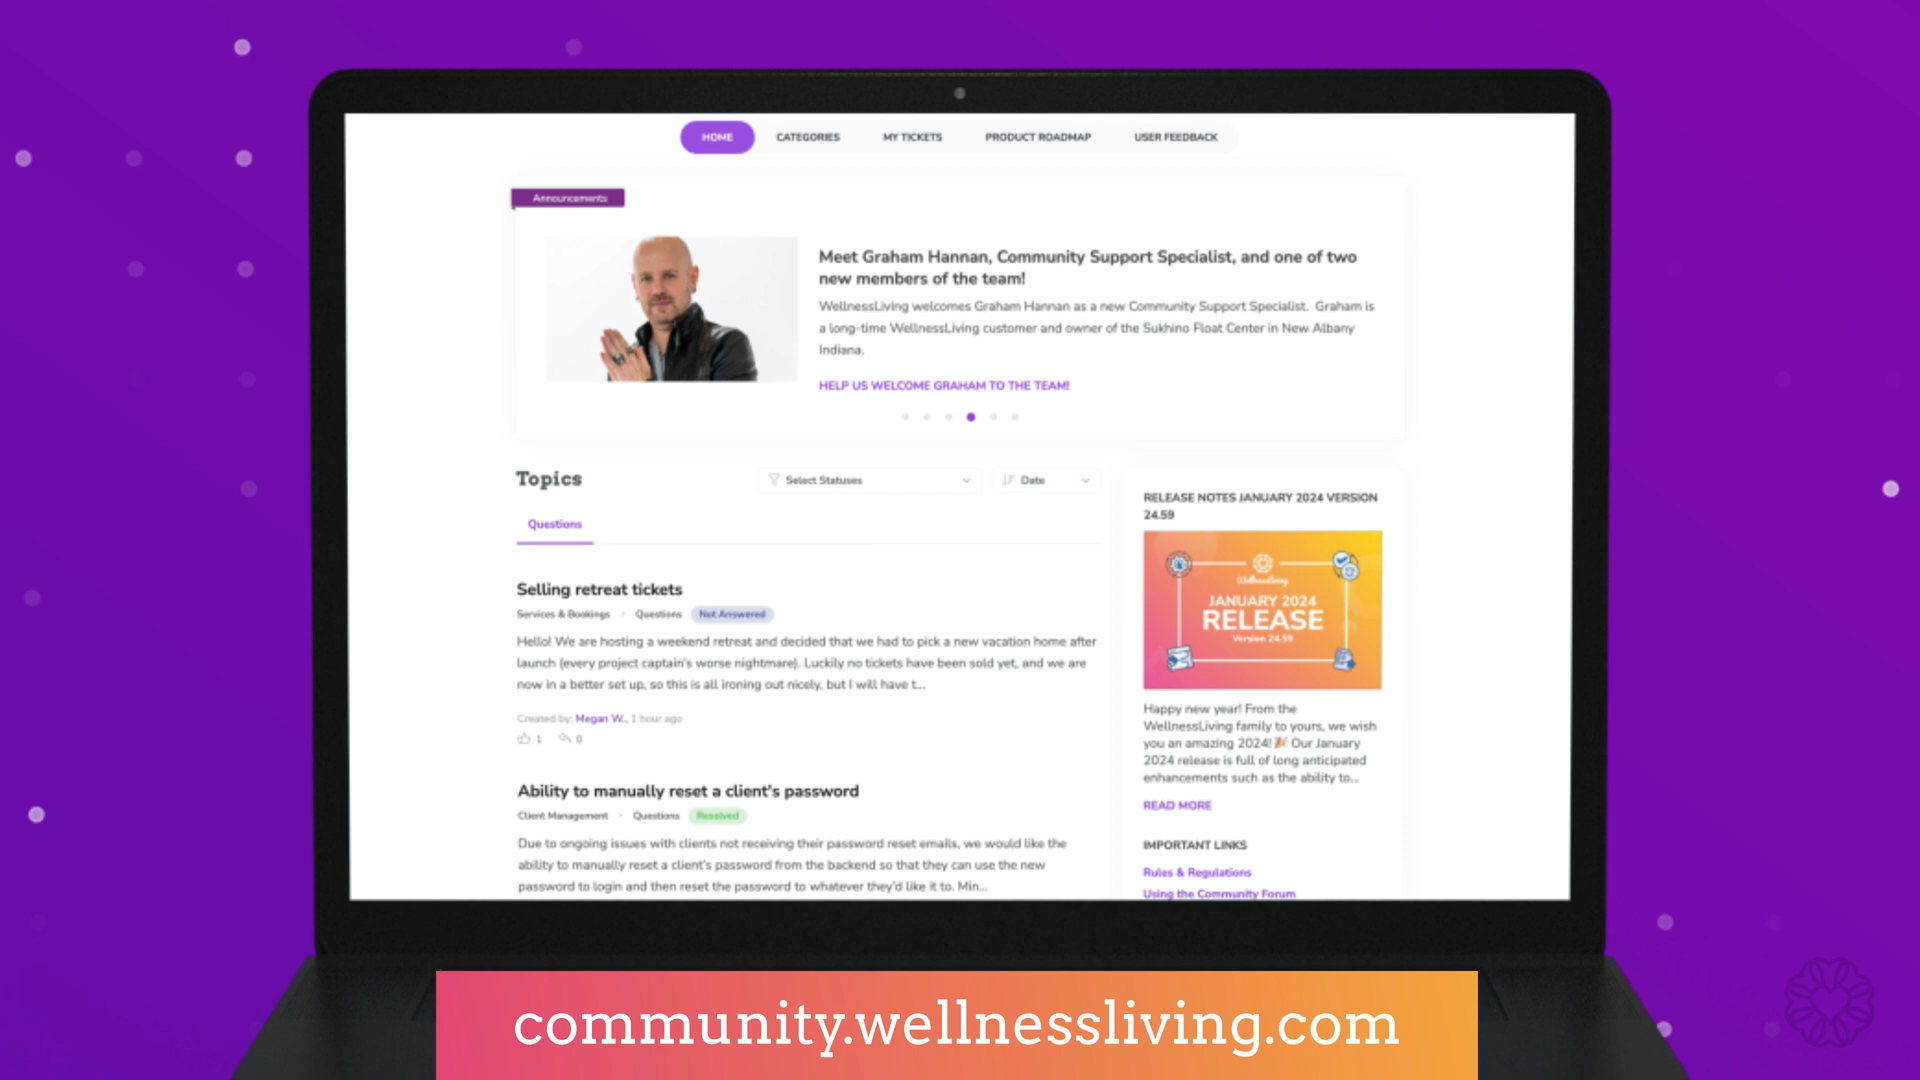 HOME CATEGORIES MY TICKETS PRODUCT ROADMAP USER FEEDBACK
Announcements
Meet Graham Hannan, Community Support Specialist, and one of two
new members of the team!
WellnessLiving welcomes Graham Hannan as a new Community Support Specialist. Graham is
a long-time WellnessLiving customer and owner of the Sukhino Float Center in New Albany
Indiana.
HELP US WELCOME GRAHAM TO THE TEAM!
Topics
Select Statuses
Date
Questions
Selling retreat tickets
Services & Bookings › Questions Not Answered
Hello! We are hosting a weekend retreat and decided that we had to pick a new vacation home after
launch (every project captain's worse nightmare). Luckily no tickets have been sold yet, and we are
now in a better set up, so this is all ironing out nicely, but I will have t...
Created by: Megan W., 1 hour ago
1 0
Ability to manually reset a client's password
Client Management › Questions Resolved
Due to ongoing issues with clients not receiving their password reset emails, we would like the
ability to manually reset a client's password from the backend so that they can use the new
password to login and then reset the password to whatever they'd like it to. Min...
RELEASE NOTES JANUARY 2024 VERSION
24.59
WellnessLiving
JANUARY 2024
RELEASE
Version 24.59
Happy new year! From the
WellnessLiving family to yours, we wish
you an amazing 2024!🎉 Our January
2024 release is full of long anticipated
enhancements such as the ability to...
READ MORE
IMPORTANT LINKS
Rules & Regulations
Using the Community Forum
community.wellnessliving.com